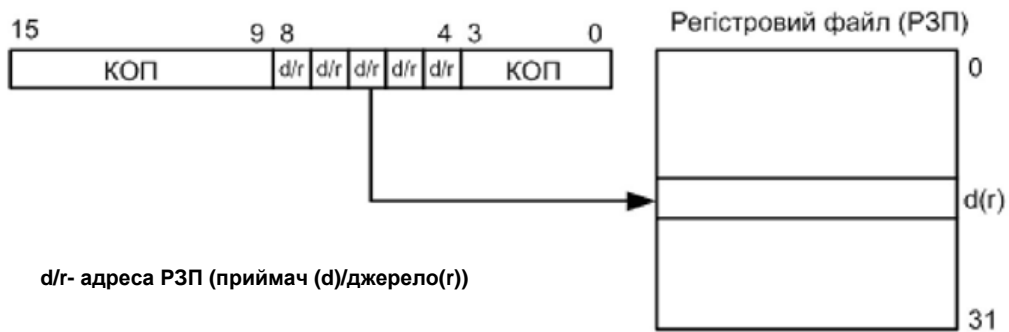 15 9 8 4 3 0
КОП d/r d/r d/r d/r d/r КОП
Регістровий файл (РЗП)
0
d(r)
31
d/r- адреса РЗП (приймач (d)/джерело(r))